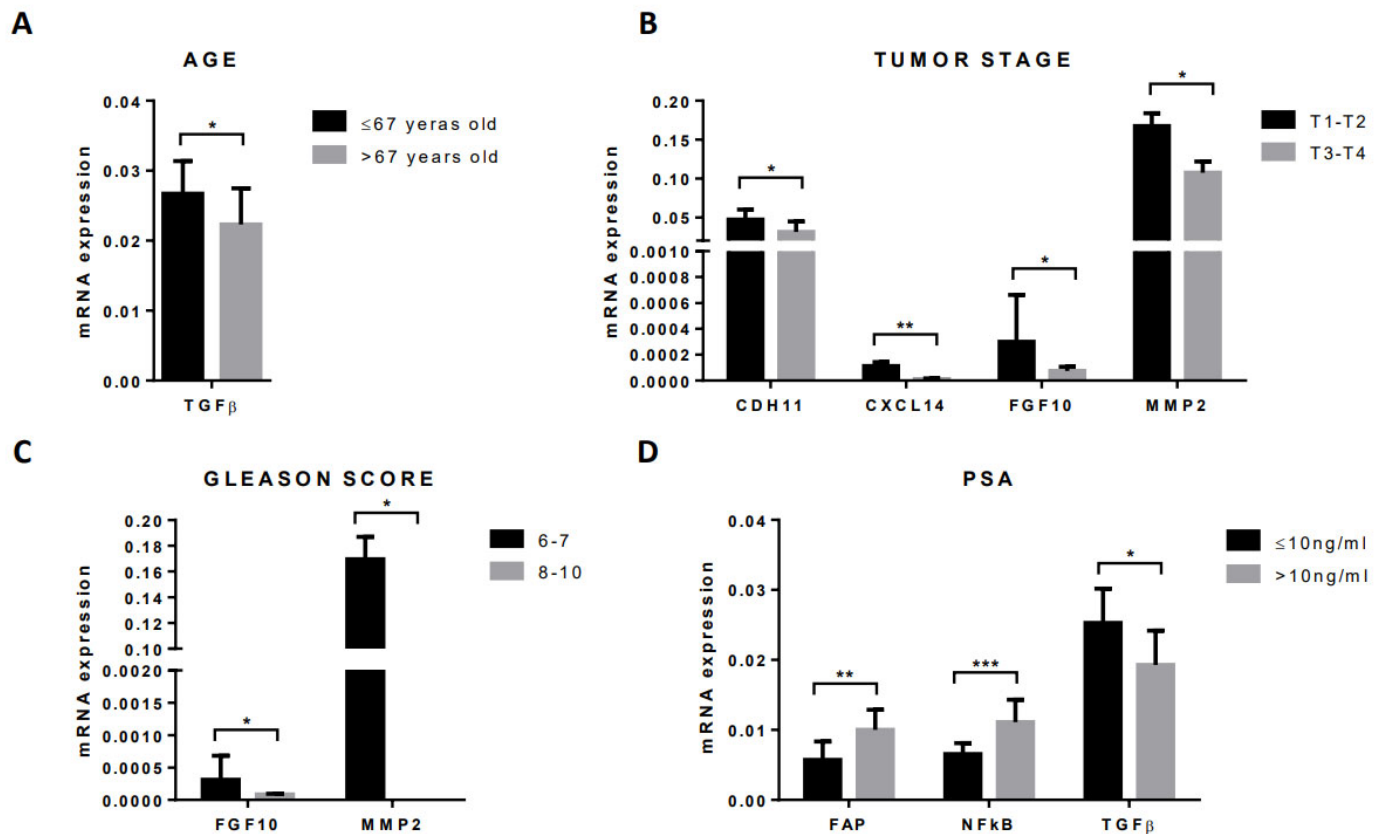 A
AGE
mRNA expression
0.04
0.03
0.02
0.01
0.00
*
TGFβ
≤67 yeras old
>67 years old
B
TUMOR STAGE
mRNA expression
0.20
0.15
0.10
0.05
0.0010
0.0008
0.0006
0.0004
0.0002
0.0000
*
**
*
*
CDH11 CXCL14 FGF10 MMP2
T1-T2
T3-T4
C
GLEASON SCORE
mRNA expression
0.20
0.18
0.16
0.14
0.12
0.10
0.0020
0.0015
0.0010
0.0005
0.0000
*
*
FGF10 MMP2
6-7
8-10
D
PSA
mRNA expression
0.04
0.03
0.02
0.01
0.00
**
***
*
FAP NFkB TGFβ
≤10ng/ml
>10ng/ml